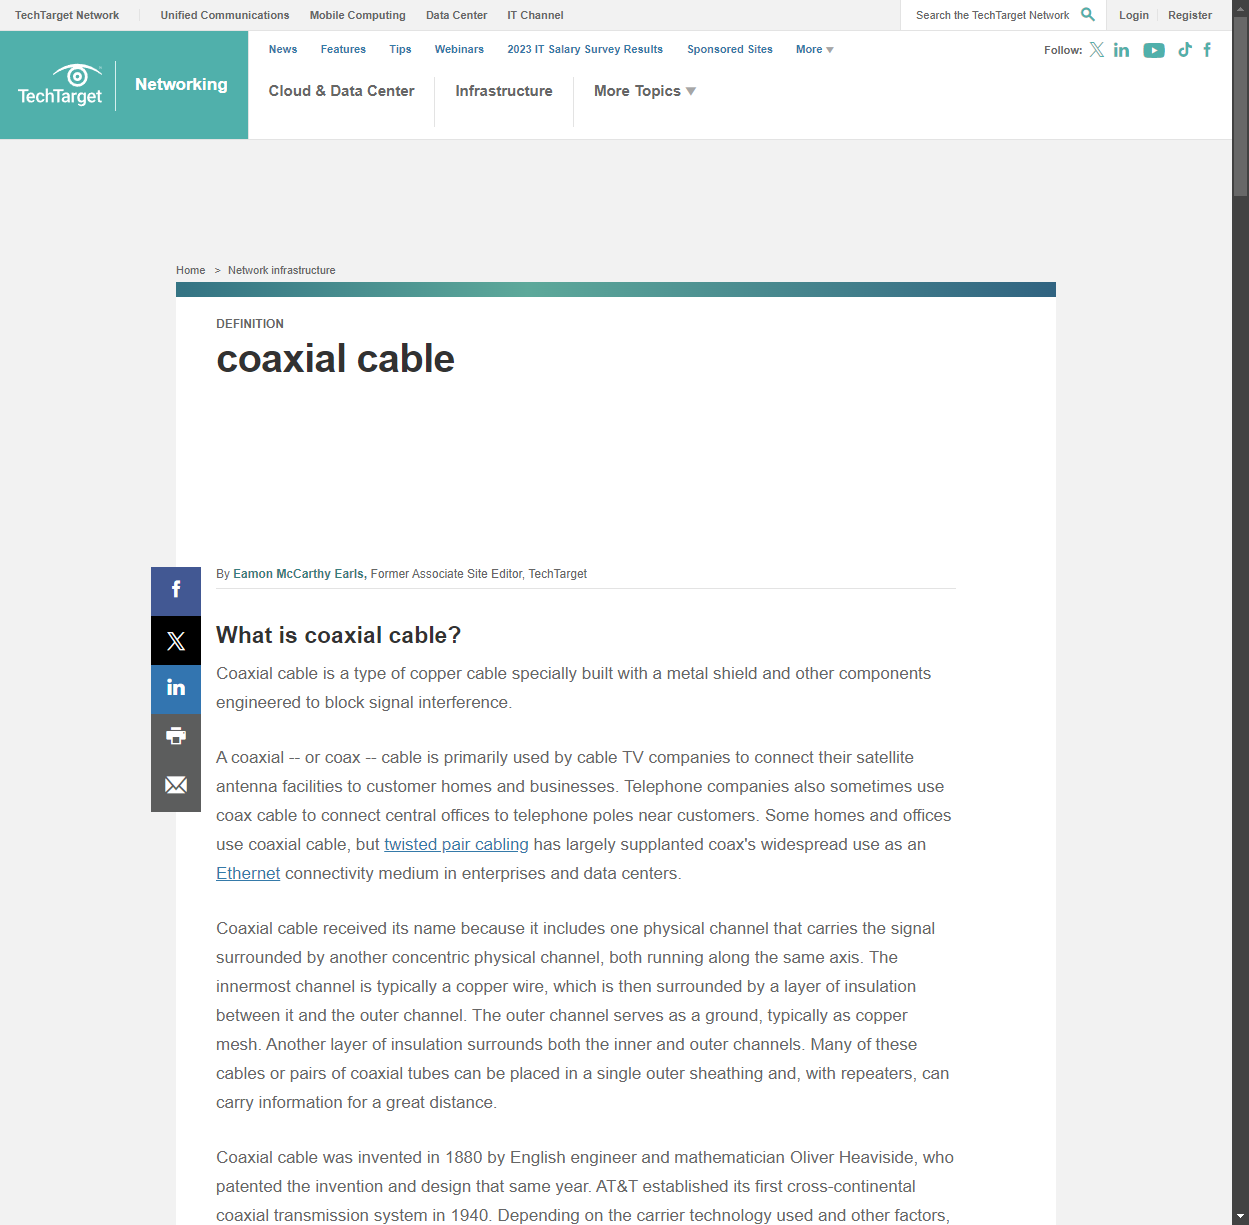 TechTarget Network
Unified Communications Mobile Computing Data Center IT Channel
Search the TechTarget Network
Login Register
TechTarget
Networking
News Features Tips Webinars 2023 IT Salary Survey Results Sponsored Sites More
Follow:
Cloud & Data Center Infrastructure More Topics
Home > Network infrastructure
DEFINITION
coaxial cable
By Eamon McCarthy Earls, Former Associate Site Editor, TechTarget
What is coaxial cable?
Coaxial cable is a type of copper cable specially built with a metal shield and other components
engineered to block signal interference.
A coaxial -- or coax -- cable is primarily used by cable TV companies to connect their satellite
antenna facilities to customer homes and businesses. Telephone companies also sometimes use
coax cable to connect central offices to telephone poles near customers. Some homes and offices
use coaxial cable, but twisted pair cabling has largely supplanted coax's widespread use as an
Ethernet connectivity medium in enterprises and data centers.
Coaxial cable received its name because it includes one physical channel that carries the signal
surrounded by another concentric physical channel, both running along the same axis. The
innermost channel is typically a copper wire, which is then surrounded by a layer of insulation
between it and the outer channel. The outer channel serves as a ground, typically as copper
mesh. Another layer of insulation surrounds both the inner and outer channels. Many of these
cables or pairs of coaxial tubes can be placed in a single outer sheathing and, with repeaters, can
carry information for a great distance.
Coaxial cable was invented in 1880 by English engineer and mathematician Oliver Heaviside, who
patented the invention and design that same year. AT&T established its first cross-continental
coaxial transmission system in 1940. Depending on the carrier technology used and other factors,